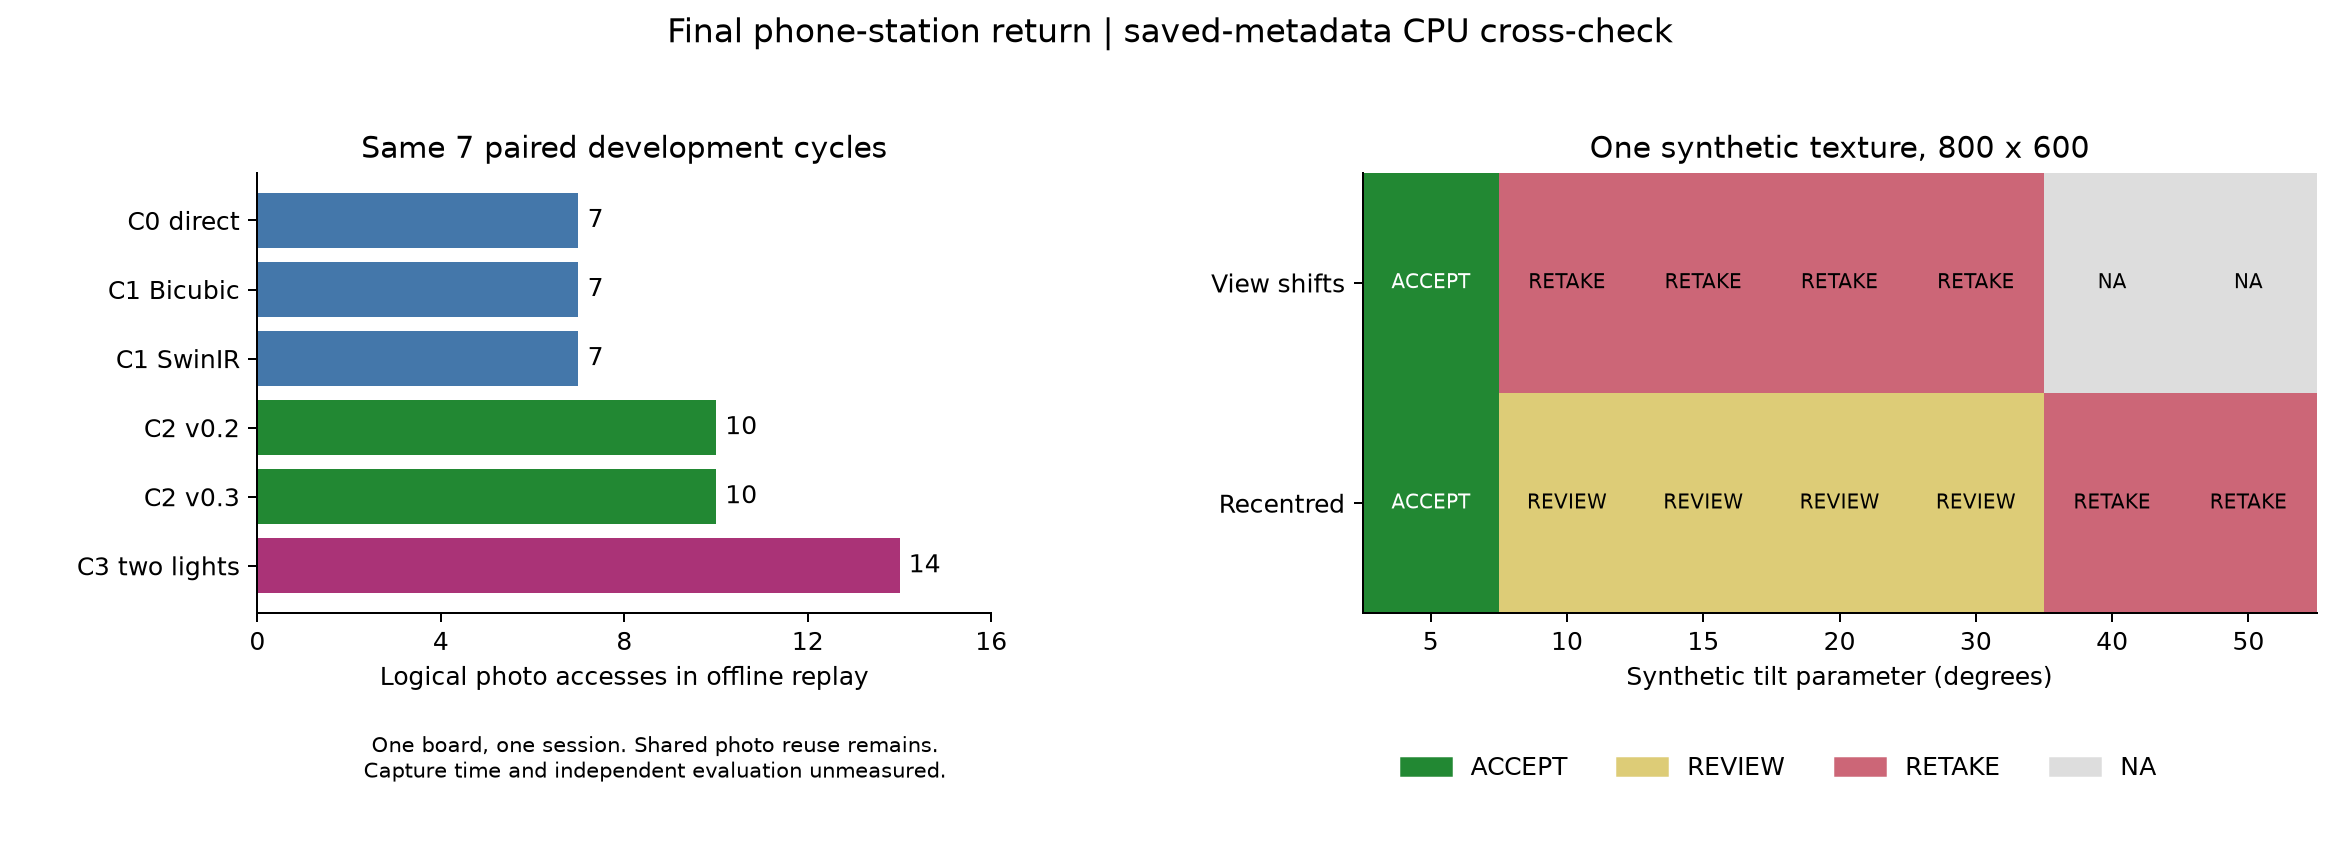 Final phone-station return | saved-metadata CPU cross-check
Same 7 paired development cycles
C0 direct 7
C1 Bicubic 7
C1 SwinIR 7
C2 v0.2 10
C2 v0.3 10
C3 two lights 14
0 4 8 12 16
Logical photo accesses in offline replay
One board, one session. Shared photo reuse remains.
Capture time and independent evaluation unmeasured.
One synthetic texture, 800 x 600
View shifts ACCEPT RETAKE RETAKE RETAKE RETAKE NA NA
Recentred ACCEPT REVIEW REVIEW REVIEW REVIEW RETAKE RETAKE
5 10 15 20 30 40 50
Synthetic tilt parameter (degrees)
ACCEPT REVIEW RETAKE NA